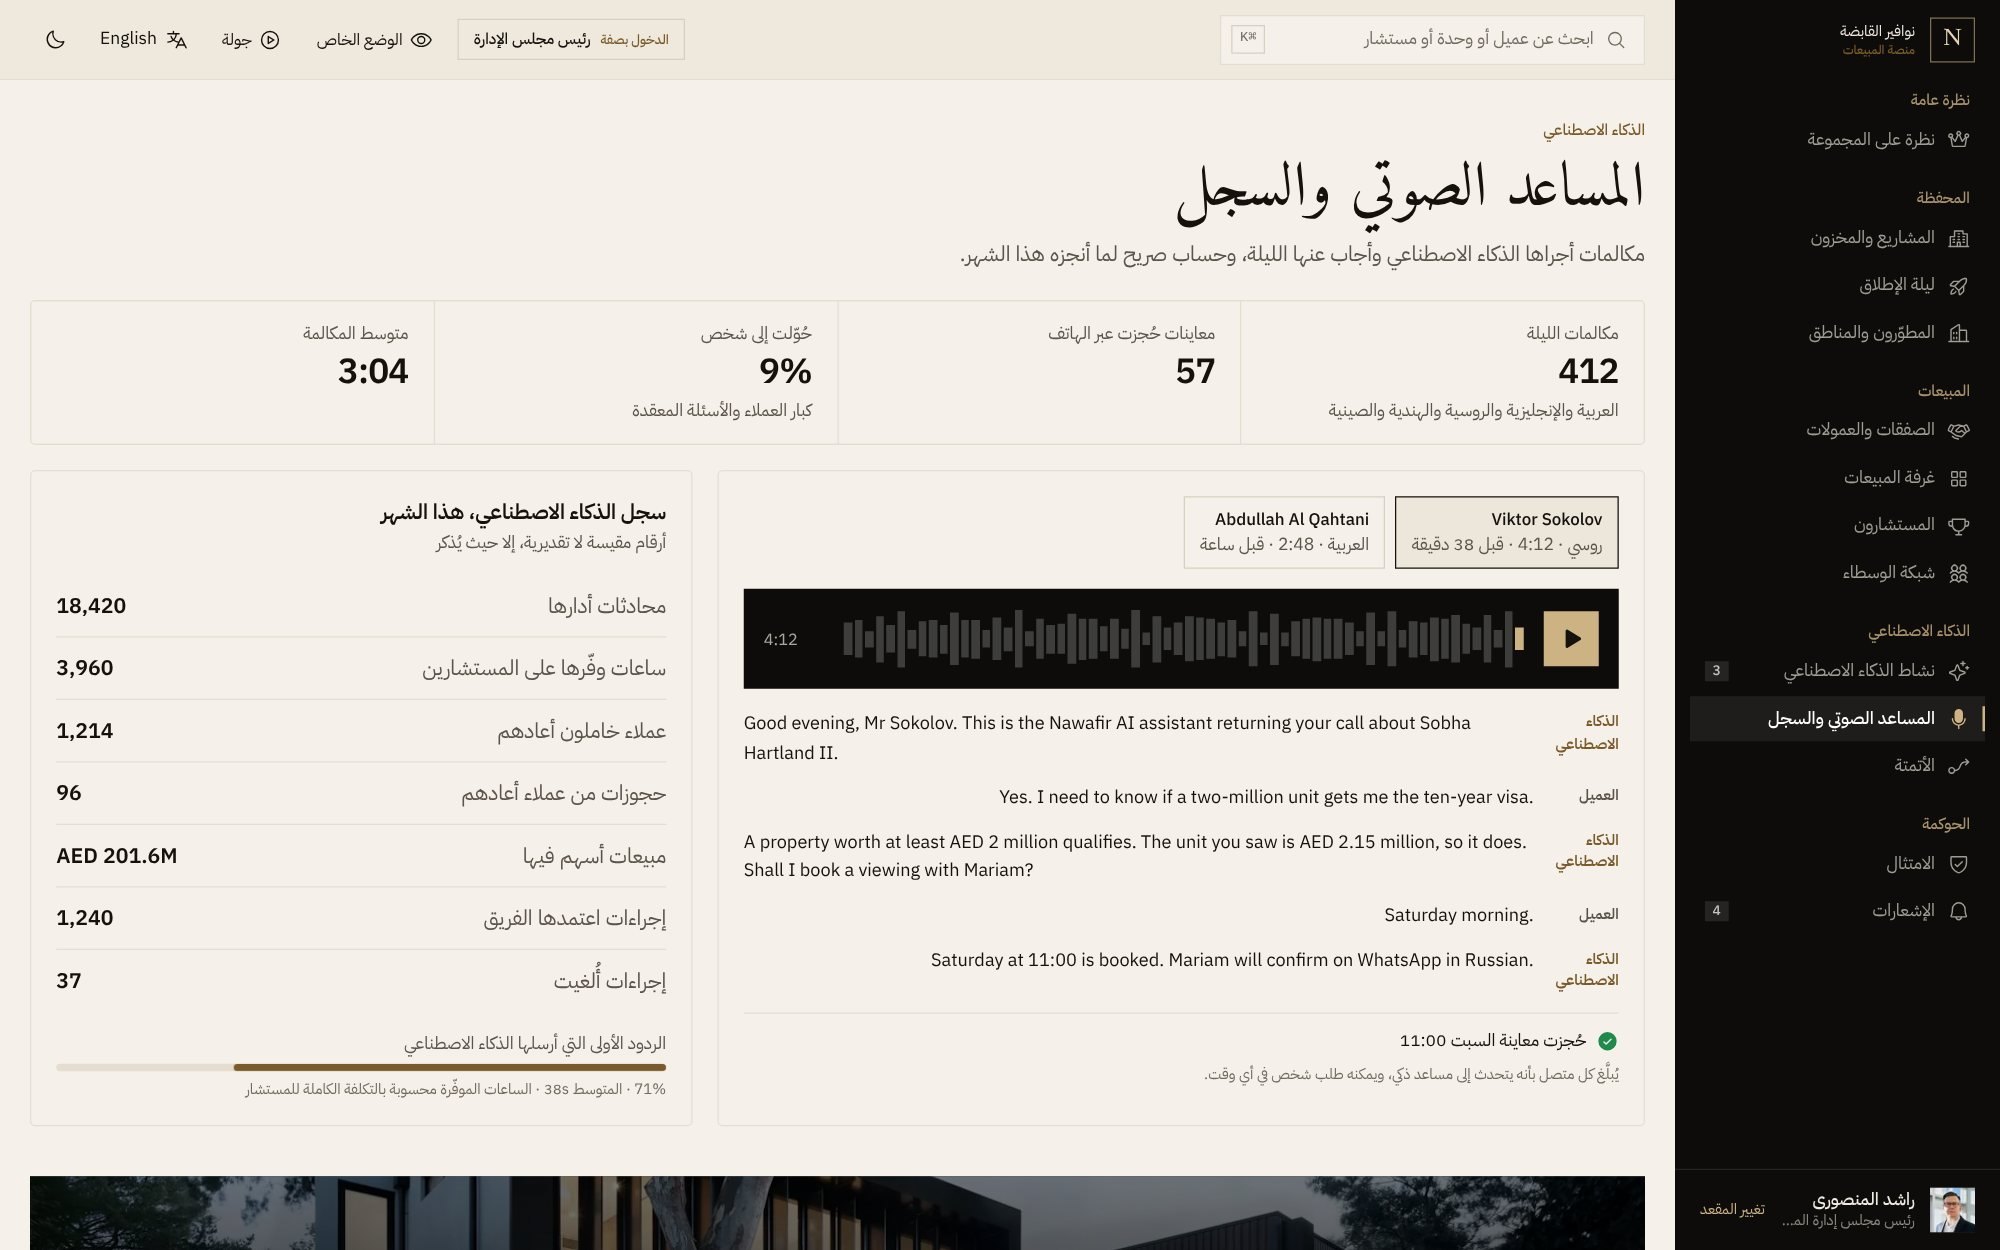 N
نوافير القابضة
منصة المبيعات
نظرة عامة
نظرة على المجموعة
المحفظة
المشاريع والمخزون
ليلة الإطلاق
المطوّرون والمناطق
المبيعات
الصفقات والعمولات
غرفة المبيعات
المستشارون
شبكة الوسطاء
الذكاء الاصطناعي
نشاط الذكاء الاصطناعي 3
المساعد الصوتي والسجل
الأتمتة
الحوكمة
الامتثال
الإشعارات 4
راشد المنصوري
رئيس مجلس إدارة المـ...
تغيير المقعد
ابحث عن عميل أو وحدة أو مستشار
⌘K
الدخول بصفة رئيس مجلس الإدارة
الوضع الخاص
جولة
English
الذكاء الاصطناعي
المساعد الصوتي والسجل
مكالمات أجراها الذكاء الاصطناعي وأجاب عنها الليلة، وحساب صريح لما أنجزه هذا الشهر.
مكالمات الليلة
412
العربية والإنجليزية والروسية والهندية والصينية
معاينات حُجزت عبر الهاتف
57
حُوّلت إلى شخص
9%
كبار العملاء والأسئلة المعقدة
متوسط المكالمة
3:04
Viktor Sokolov
روسي · 4:12 · قبل 38 دقيقة
Abdullah Al Qahtani
العربية · 2:48 · قبل ساعة
4:12
الذكاء
الاصطناعي
Good evening, Mr Sokolov. This is the Nawafir AI assistant returning your call about Sobha
Hartland II.
العميل
Yes. I need to know if a two-million unit gets me the ten-year visa.
الذكاء
الاصطناعي
A property worth at least AED 2 million qualifies. The unit you saw is AED 2.15 million, so it does.
Shall I book a viewing with Mariam?
العميل
Saturday morning.
الذكاء
الاصطناعي
Saturday at 11:00 is booked. Mariam will confirm on WhatsApp in Russian.
حُجزت معاينة السبت 11:00
يُبلَّغ كل متصل بأنه يتحدث إلى مساعد ذكي، ويمكنه طلب شخص في أي وقت.
سجل الذكاء الاصطناعي، هذا الشهر
أرقام مقيسة لا تقديرية، إلا حيث يُذكر
محادثات أدارها 18,420
ساعات وفّرها على المستشارين 3,960
عملاء خاملون أعادهم 1,214
حجوزات من عملاء أعادهم 96
مبيعات أسهم فيها AED 201.6M
إجراءات اعتمدها الفريق 1,240
إجراءات أُلغيت 37
الردود الأولى التي أرسلها الذكاء الاصطناعي
71% · المتوسط 38s · الساعات الموفّرة محسوبة بالتكلفة الكاملة للمستشار